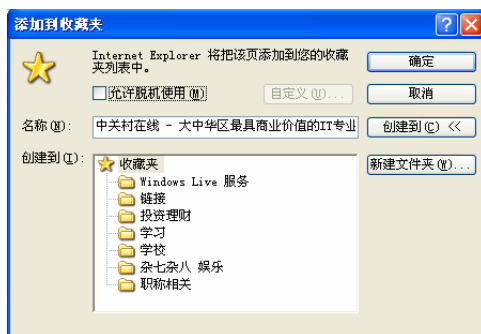 添加到收藏夹
Internet Explorer 将把该页添加到您的收藏
夹列表中。
确定
允许脱机使用(M)
自定义(U)...
取消
名称(N):
中关村在线 - 大中华区最具商业价值的IT专业
创建到(C) <<
创建到(I):
收藏夹
新建文件夹(W)...
Windows Live 服务
链接
投资理财
学习
学校
杂七杂八 娱乐
职称相关